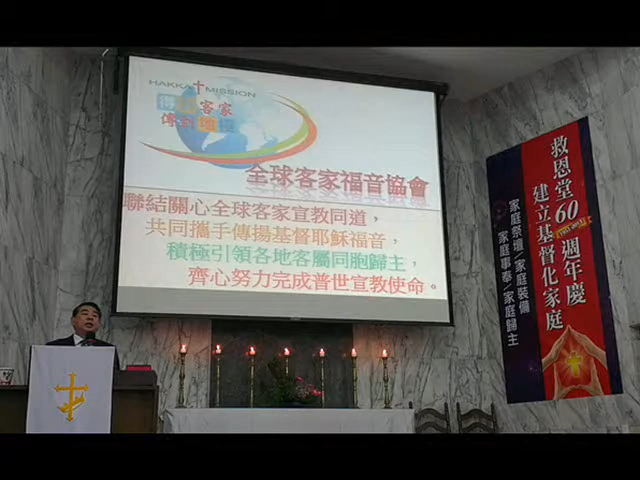 HAKKA MISSION
客家
全球客家福音協會
聯結關心全球客家宣教同道，
共同攜手傳揚基督耶穌福音，
積極引領各地客屬同胞歸主，
齊心努力完成普世宣教使命。
救恩堂60週年慶
建立基督化家庭
家庭祭壇/家庭裝備
家庭事奉/家庭歸主